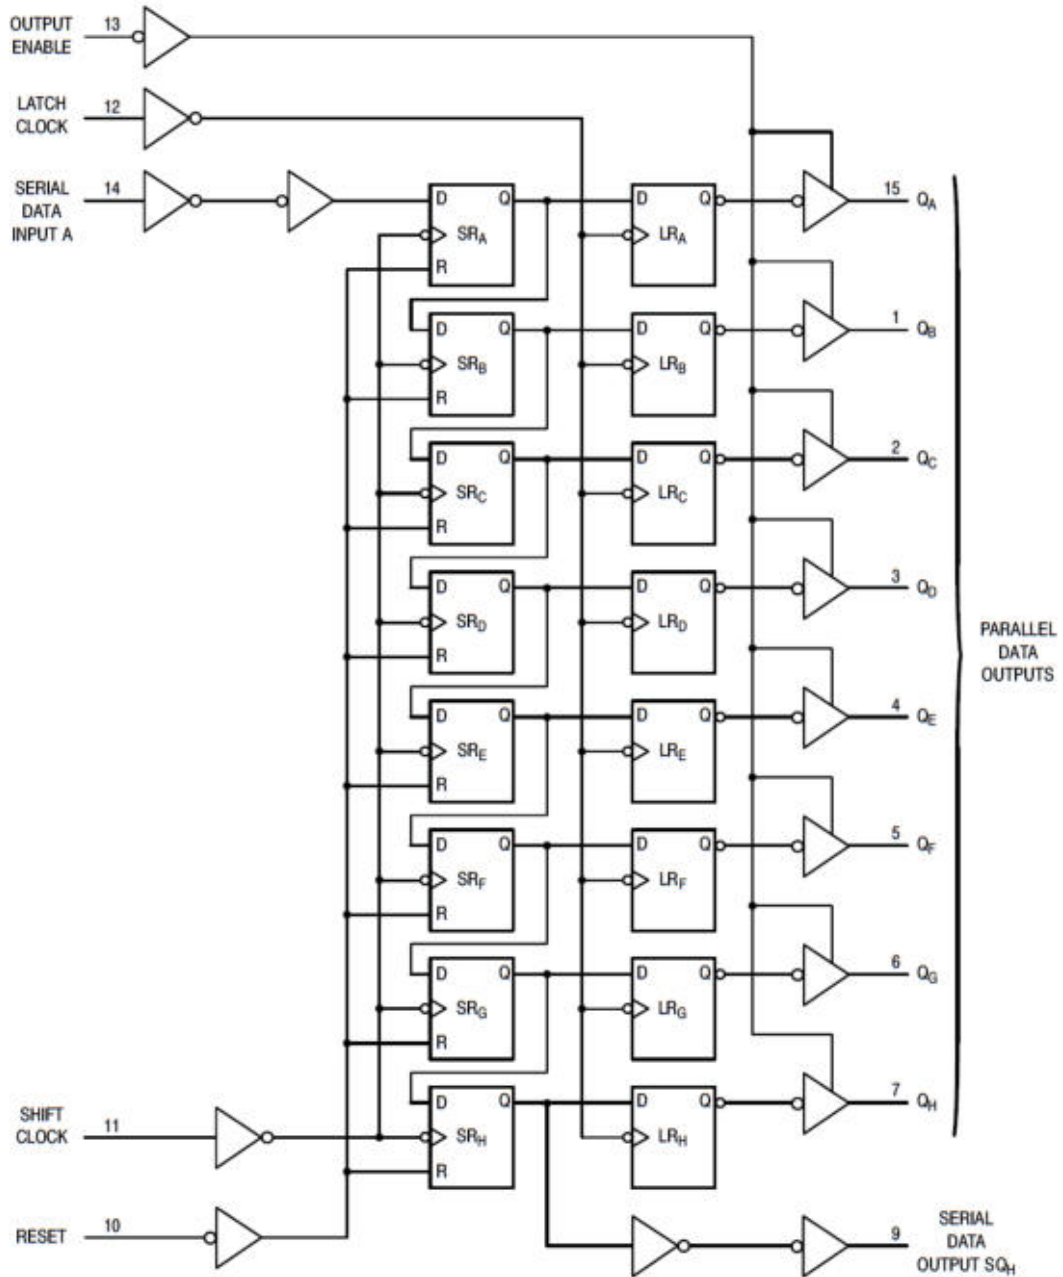 OUTPUT
ENABLE
13
LATCH
CLOCK
12
SERIAL
DATA
INPUT A
14
D Q
SRA
R
D Q
LRA
15 QA
D Q
SRB
R
D Q
LRB
1 QB
D Q
SRC
R
D Q
LRC
2 QC
D Q
SRD
R
D Q
LRD
3 QD
PARALLEL
DATA
OUTPUTS
D Q
SRE
R
D Q
LRE
4 QE
D Q
SRF
R
D Q
LRF
5 QF
D Q
SRG
R
D Q
LRG
6 QG
D Q
SRH
R
D Q
LRH
7 QH
SHIFT
CLOCK
11
RESET
10
9
SERIAL
DATA
OUTPUT SQH